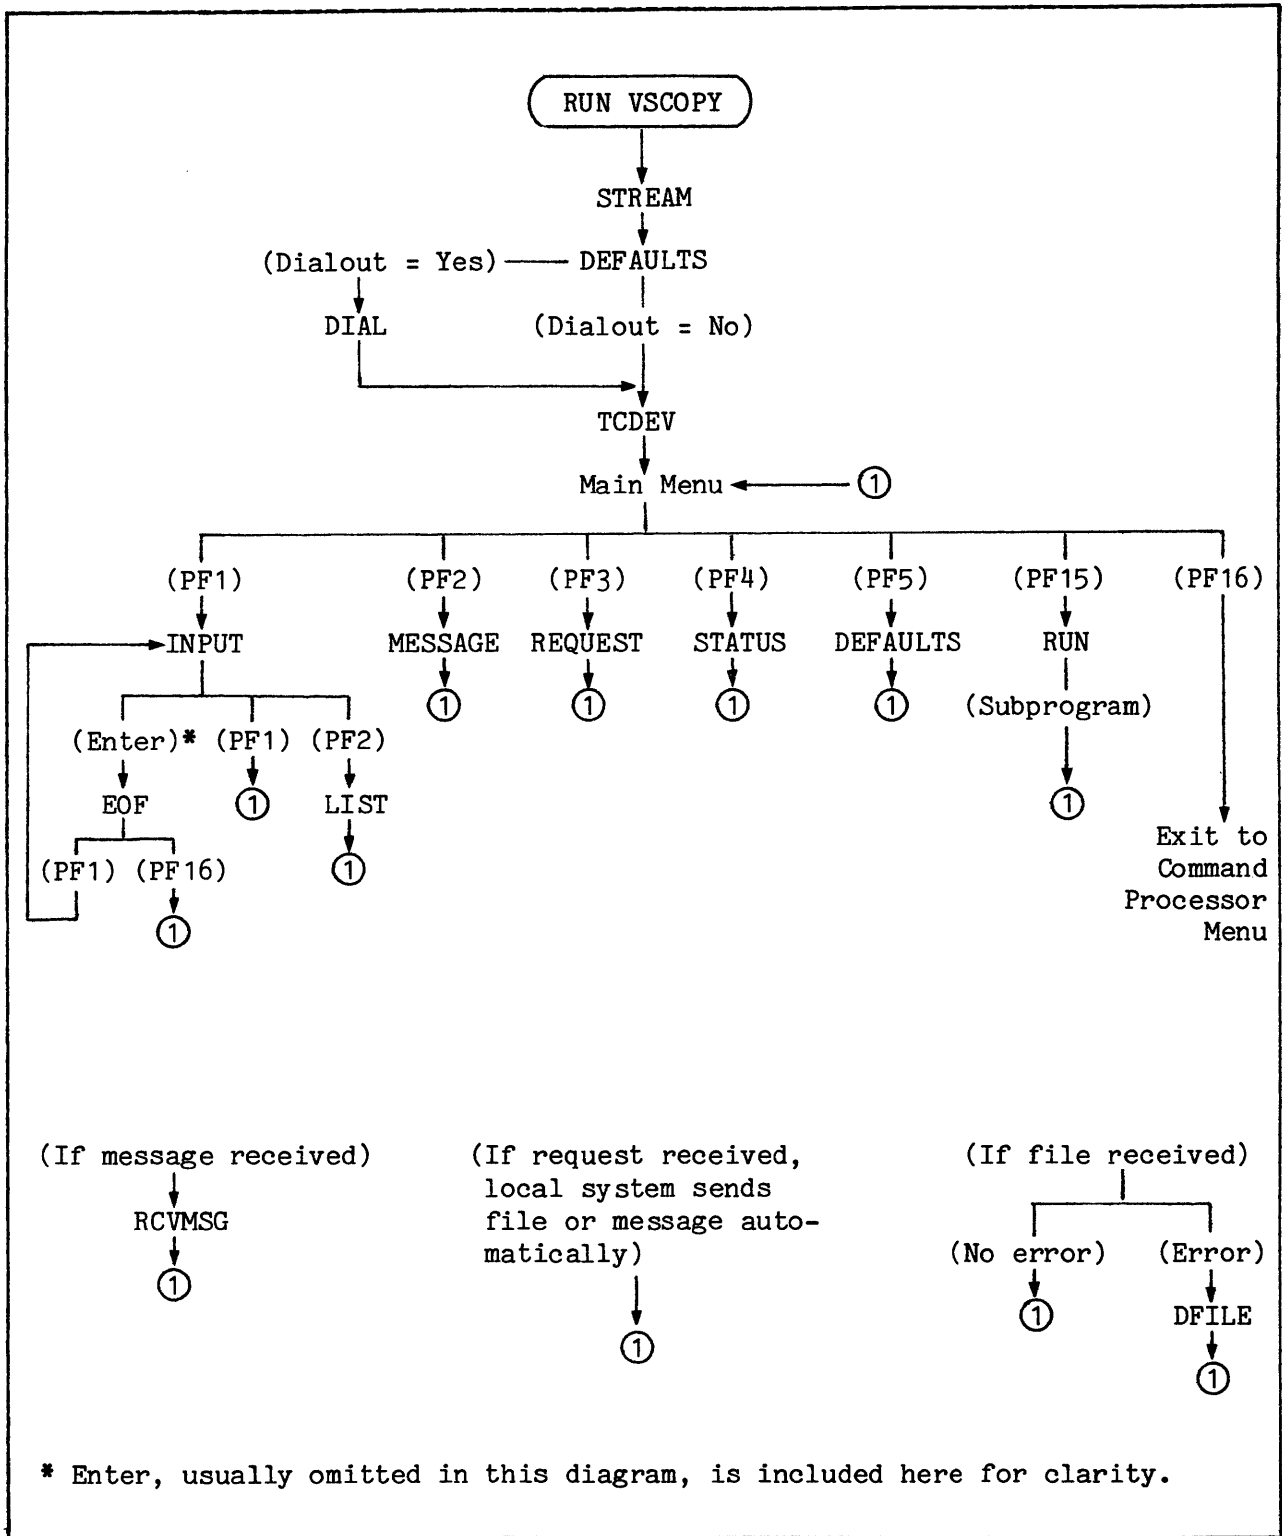 RUN VSCOPY
STREAM
(Dialout = Yes) DEFAULTS
DIAL (Dialout = No)
TCDEV
Main Menu 1
(PF1) (PF2) (PF3) (PF4) (PF5) (PF15) (PF16)
INPUT MESSAGE REQUEST STATUS DEFAULTS RUN
1 1 1 1 (Subprogram)
(Enter)* (PF1) (PF2)
EOF 1 LIST 1
Exit to
(PF1) (PF16) 1 Command
Processor
1 Menu
(If message received)
RCVMSG
1
(If request received,
local system sends
file or message auto-
matically)
1
(If file received)
(No error) (Error)
1 DFILE
1
* Enter, usually omitted in this diagram, is included here for clarity.